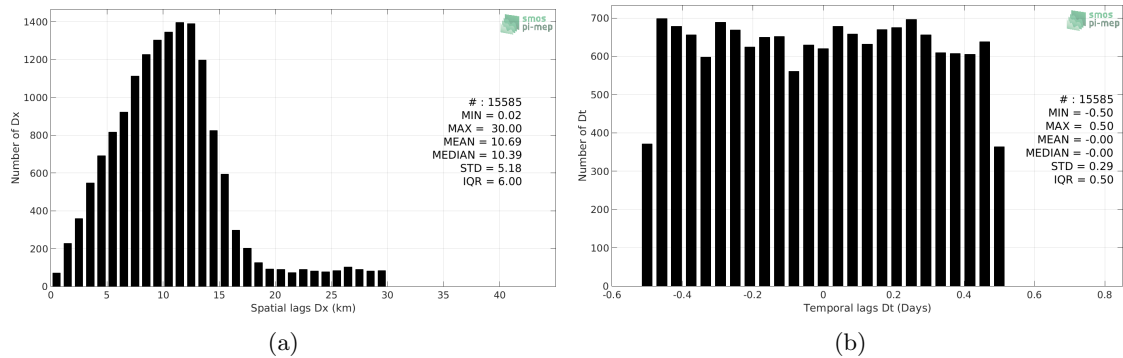 1400
1200
1000
800
600
400
200
0
Number of Dx
0 5 10 15 20 25 30 35 40
Spatial lags Dx (km)
smos
pi-mep
# : 15585
MIN = 0.02
MAX = 30.00
MEAN = 10.69
MEDIAN = 10.39
STD = 5.18
IQR = 6.00
(a)
700
600
500
400
300
200
100
0
Number of Dt
-0.6 -0.4 -0.2 0 0.2 0.4 0.6 0.8
Temporal lags Dt (Days)
smos
pi-mep
# : 15585
MIN = -0.50
MAX = 0.50
MEAN = -0.00
MEDIAN = -0.00
STD = 0.29
IQR = 0.50
(b)